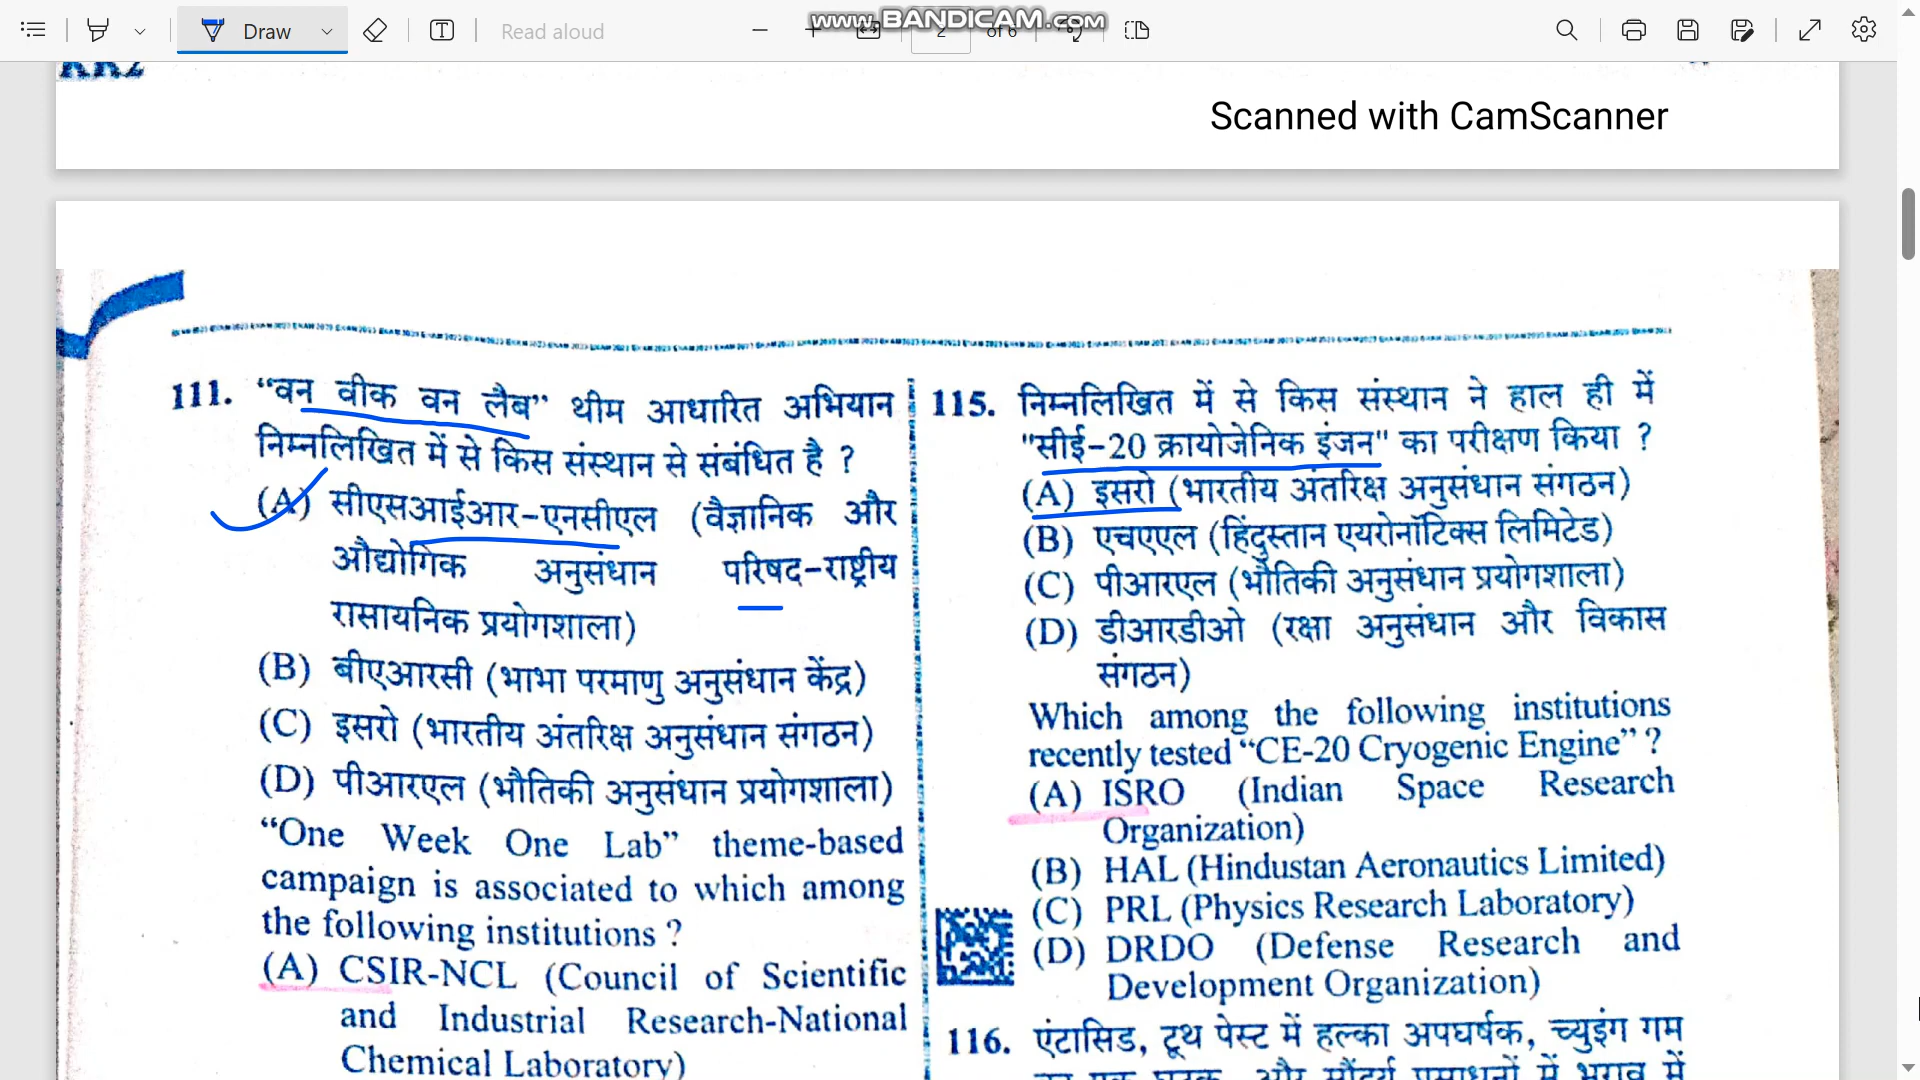 Draw
Read aloud
www.BANDICAM.com
2
of 6
Scanned with CamScanner
111. "वन वीक वन लैब" थीम आधारित अभियान
निम्नलिखित में से किस संस्थान से संबंधित है ?
(A) सीएसआईआर-एनसीएल (वैज्ञानिक और
औद्योगिक अनुसंधान परिषद-राष्ट्रीय
रासायनिक प्रयोगशाला)
(B) बीएआरसी (भाभा परमाणु अनुसंधान केंद्र)
(C) इसरो (भारतीय अंतरिक्ष अनुसंधान संगठन)
(D) पीआरएल (भौतिकी अनुसंधान प्रयोगशाला)
"One Week One Lab" theme-based
campaign is associated to which among
the following institutions ?
(A) CSIR-NCL (Council of Scientific
and Industrial Research-National
Chemical Laboratory)
115. निम्नलिखित में से किस संस्थान ने हाल ही में
"सीई-20 क्रायोजेनिक इंजन" का परीक्षण किया ?
(A) इसरो (भारतीय अंतरिक्ष अनुसंधान संगठन)
(B) एचएएल (हिंदुस्तान एयरोनॉटिक्स लिमिटेड)
(C) पीआरएल (भौतिकी अनुसंधान प्रयोगशाला)
(D) डीआरडीओ (रक्षा अनुसंधान और विकास
संगठन)
Which among the following institutions
recently tested "CE-20 Cryogenic Engine" ?
(A) ISRO (Indian Space Research
Organization)
(B) HAL (Hindustan Aeronautics Limited)
(C) PRL (Physics Research Laboratory)
(D) DRDO (Defense Research and
Development Organization)
116. एंटासिड, टूथ पेस्ट में हल्का अपघर्षक, च्युइंग गम